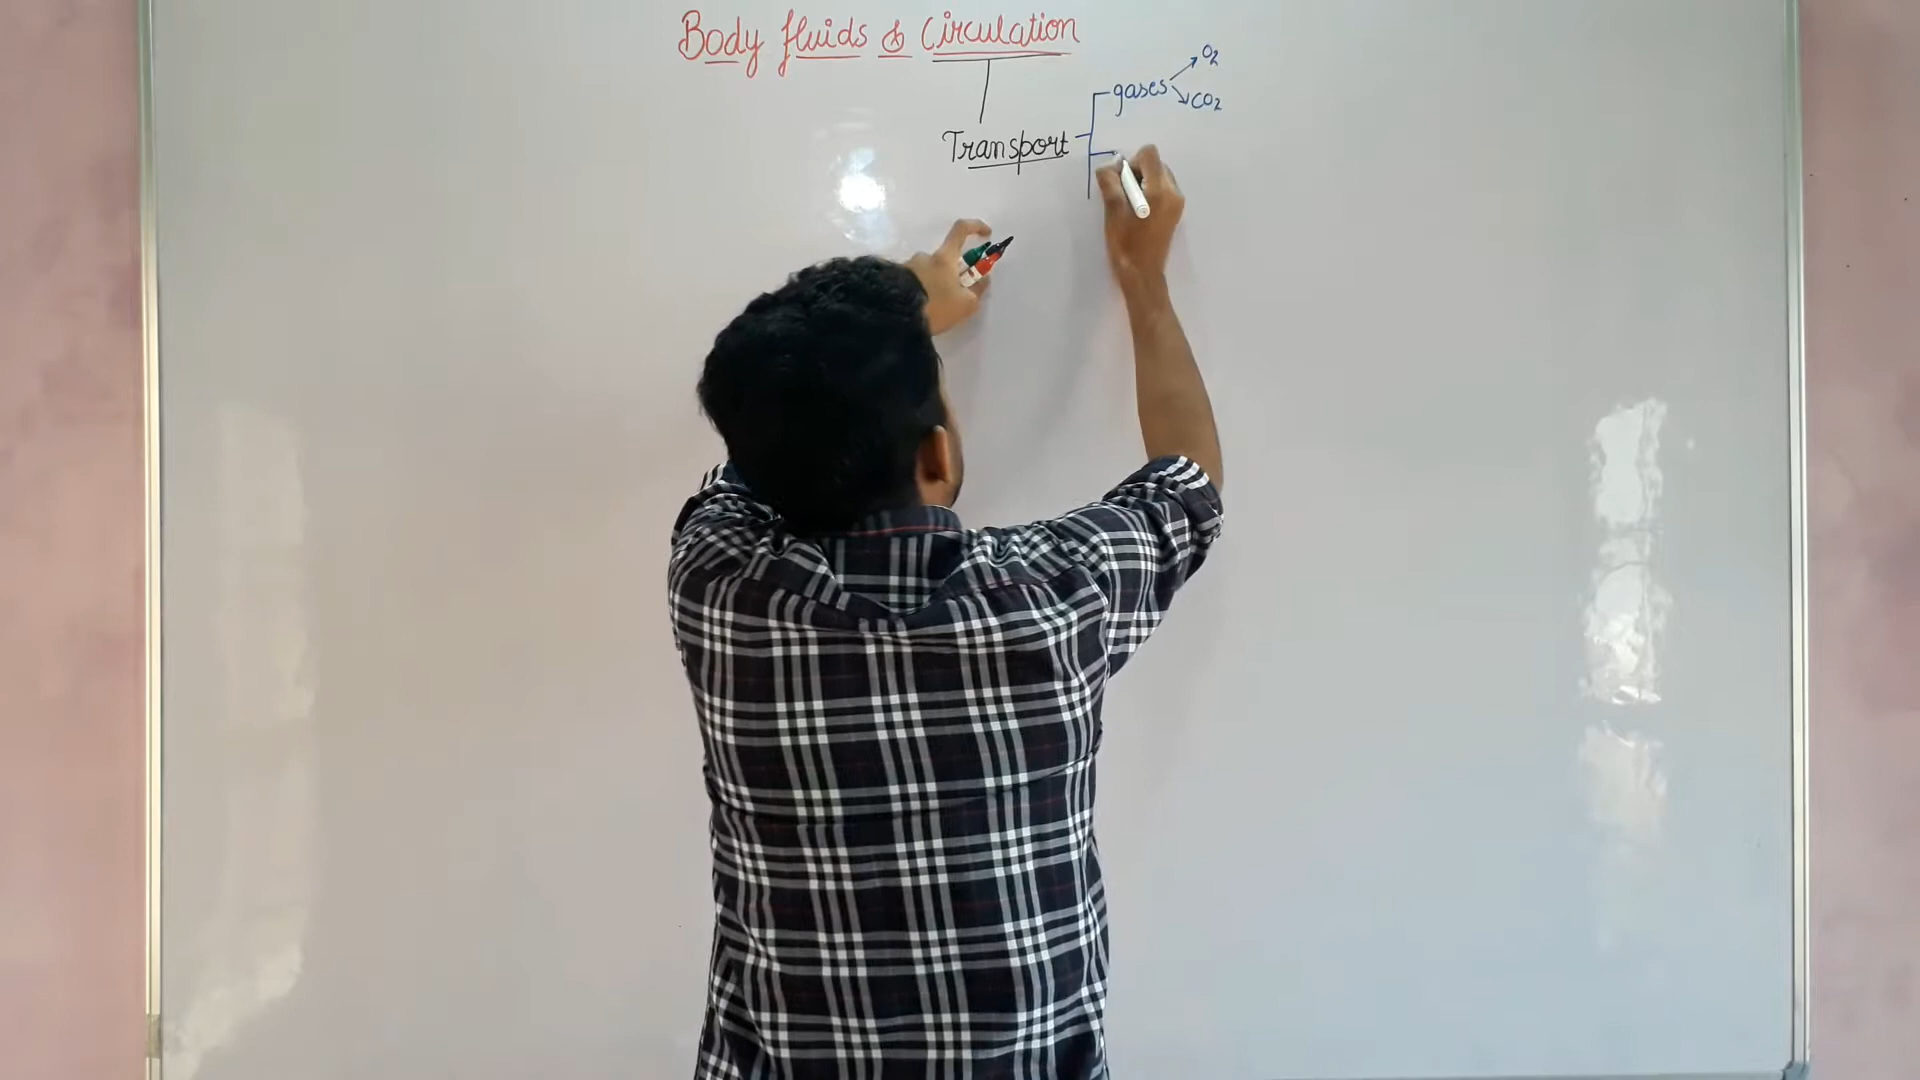 Body fluids & Circulation
O2
gases
CO2
Transport